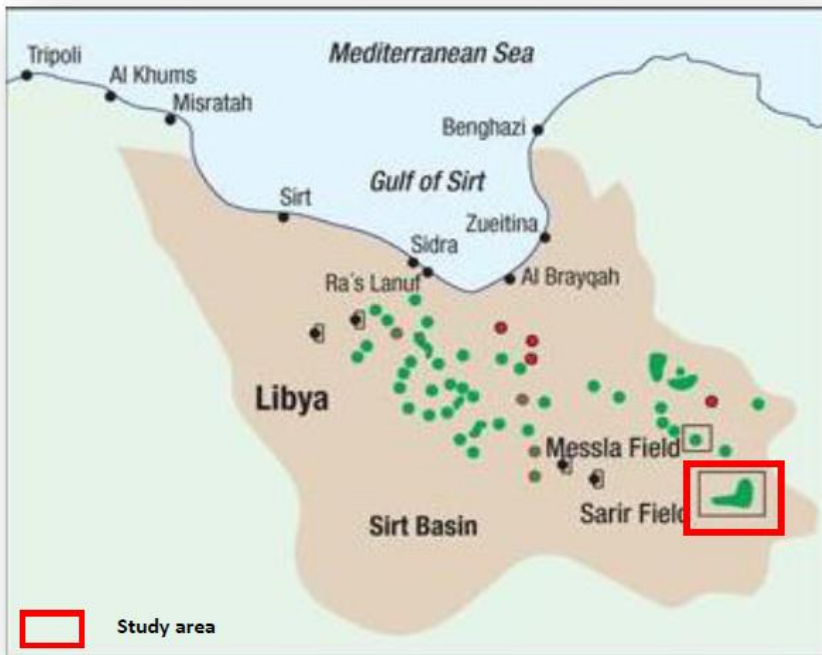 Mediterranean Sea
Tripoli
Al Khums
Misratah
Benghazi
Gulf of Sirt
Sirt
Zueitina
Sidra
Ra's Lanuf
Al Brayqah
Libya
Messla Field
Sarir Field
Sirt Basin
Study area